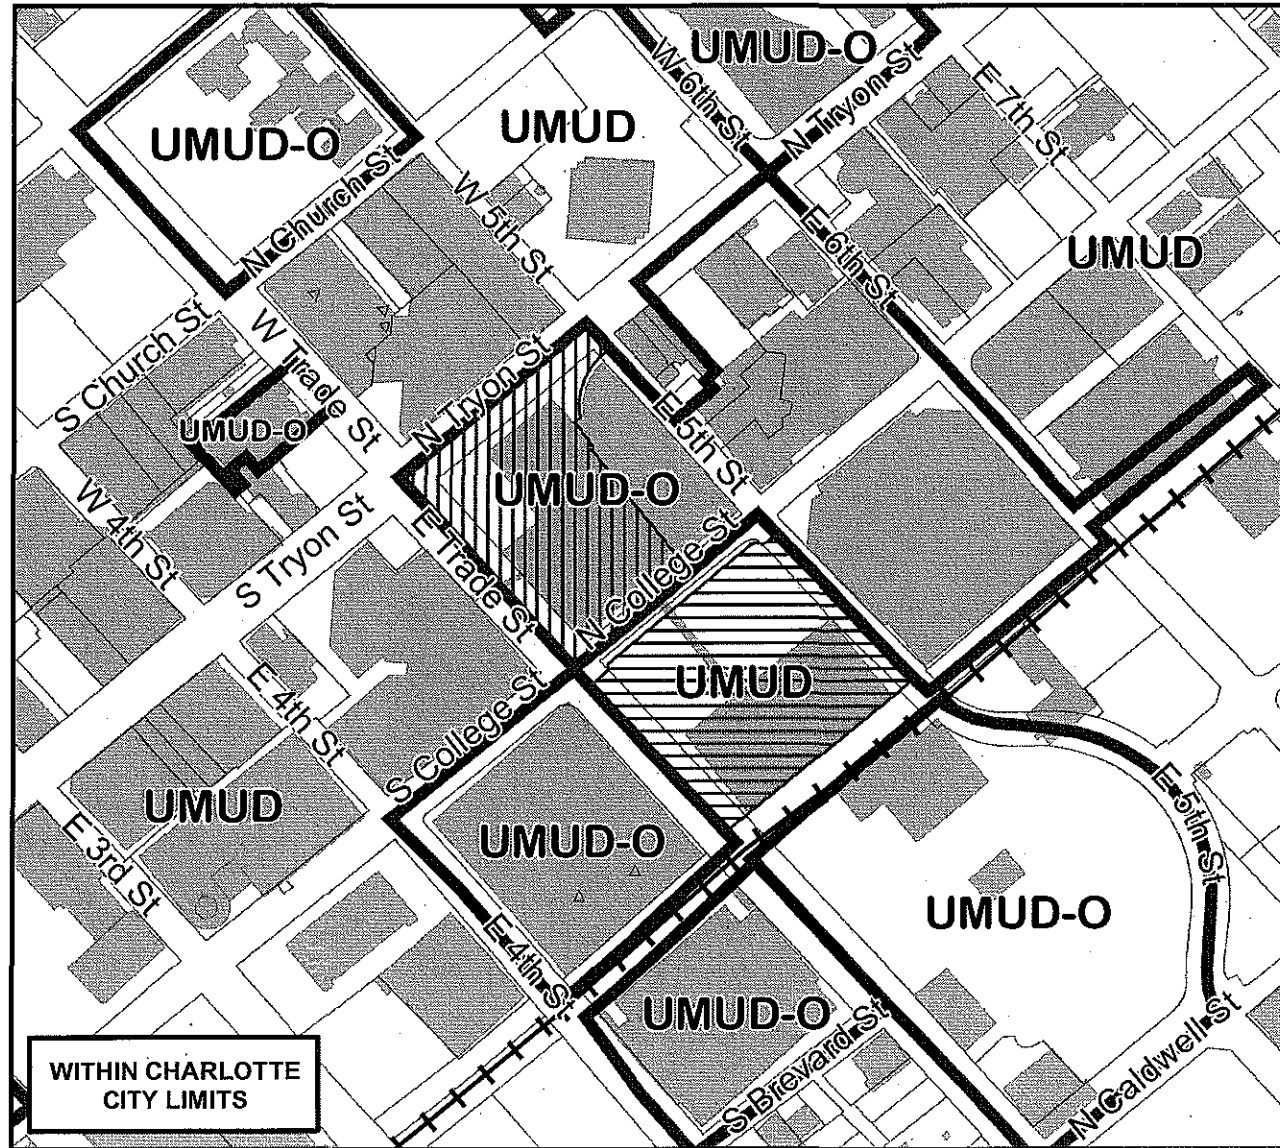 UMUD-O
W 6th St
N Tryon St
E 7th St
UMUD-O
UMUD
N Church St
W 5th St
E 6th St
UMUD
S Church St
W Trade St
UMUD-O
N Tryon St
E 5th St
W 4th St
S Tryon St
UMUD-O
E Trade St
N College St
E 4th St
S College St
UMUD
UMUD
E 3rd St
UMUD-O
E 5th St
UMUD-O
E 4th St
UMUD-O
S Brevard St
N Caldwell St
WITHIN CHARLOTTE
CITY LIMITS